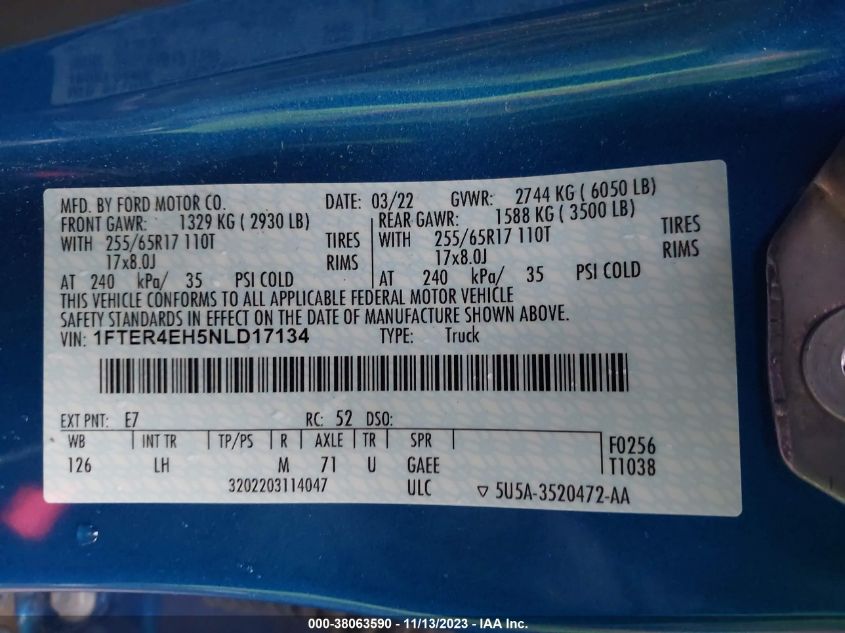 MFD. BY FORD MOTOR CO. DATE: 03/22 GVWR: 2744 KG ( 6050 LB)
FRONT GAWR: 1329 KG ( 2930 LB) REAR GAWR: 1588 KG ( 3500 LB)
WITH 255/65R17 110T TIRES WITH 255/65R17 110T TIRES
17x8.0J RIMS 17x8.0J RIMS
AT 240 kPa/ 35 PSI COLD AT 240 kPa/ 35 PSI COLD
THIS VEHICLE CONFORMS TO ALL APPLICABLE FEDERAL MOTOR VEHICLE
SAFETY STANDARDS IN EFFECT ON THE DATE OF MANUFACTURE SHOWN ABOVE.
VIN: 1FTER4EH5NLD17134 TYPE: Truck
EXT PNT: E7 RC: 52 DSO:
WB INT TR TP/PS R AXLE TR SPR F0256
126 LH M 71 U GAEE T1038
3202203114047 ULC ▽ 5U5A-3520472-AA
000-38063590 - 11/13/2023 - IAA Inc.